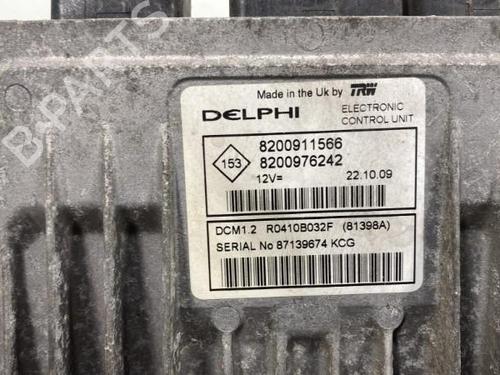 Made in the Uk by TRW
DELPHI
ELECTRONIC
CONTROL UNIT
153
8200911566
8200976242
12V=
22.10.09
DCM1.2 R0410B032F (81398A)
SERIAL No 87139674 KCG
B-PARTS